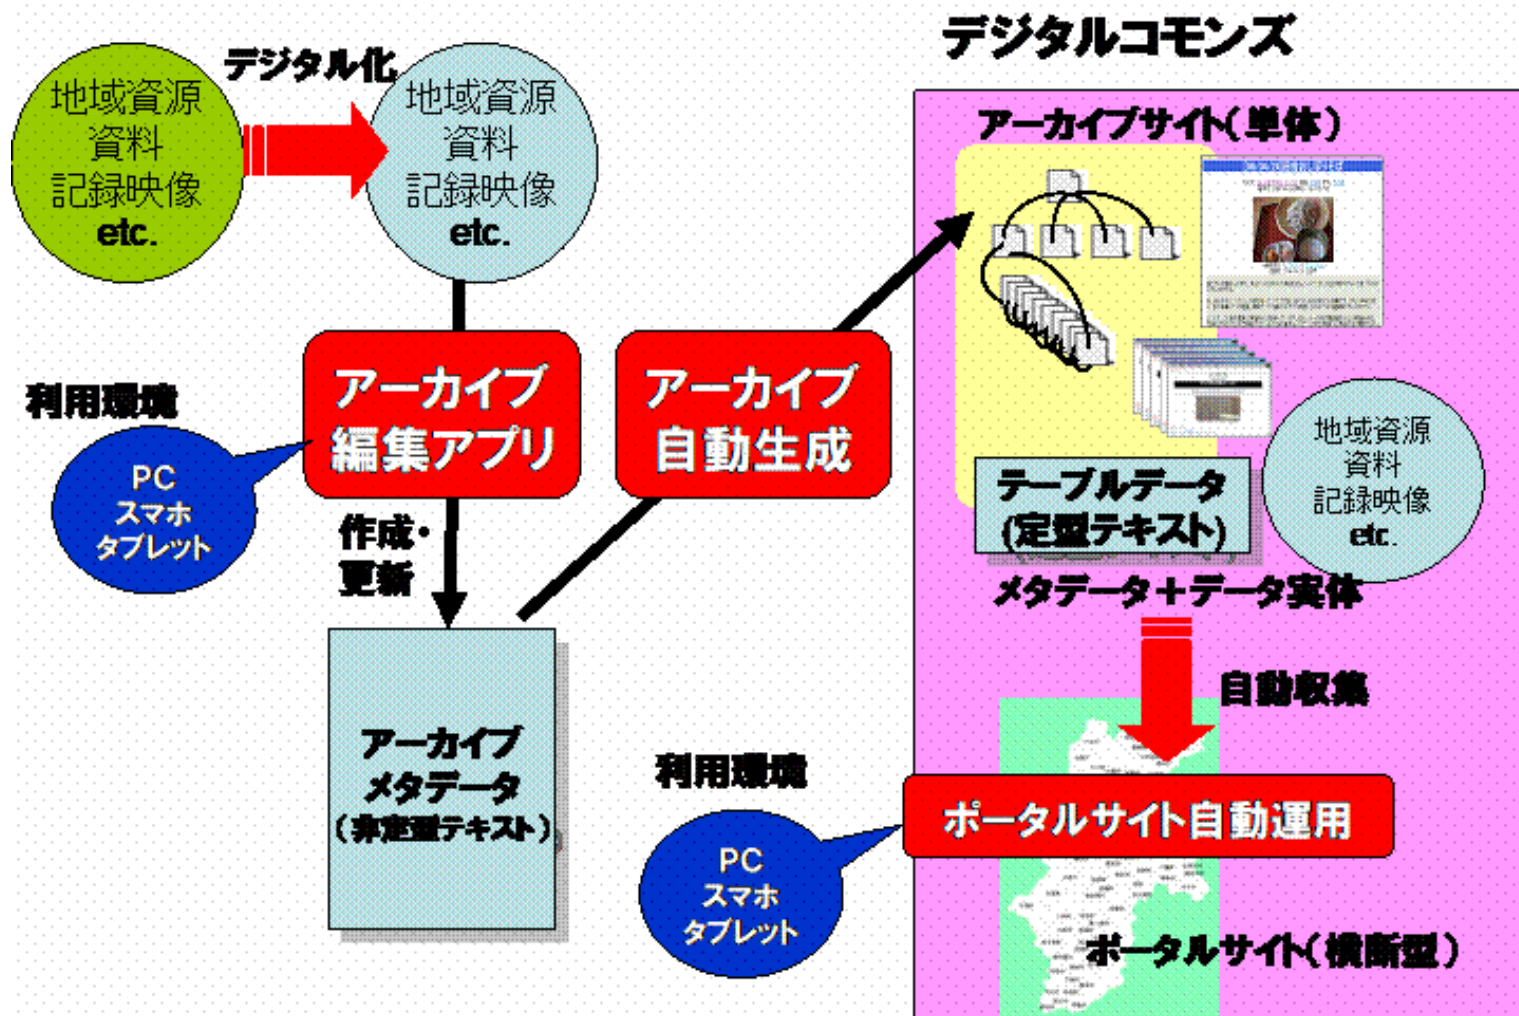 デジタルコモンズ
デジタル化
地域資源
資料
記録映像
etc.
地域資源
資料
記録映像
etc.
アーカイブサイト(単体)
利用環境
PC
スマホ
タブレット
アーカイブ
編集アプリ
アーカイブ
自動生成
作成・
更新
テーブルデータ
(定型テキスト)
地域資源
資料
記録映像
etc.
メタデータ+データ実体
自動収集
アーカイブ
メタデータ
(非定型テキスト)
利用環境
PC
スマホ
タブレット
ポータルサイト自動運用
ポータルサイト(横断型)